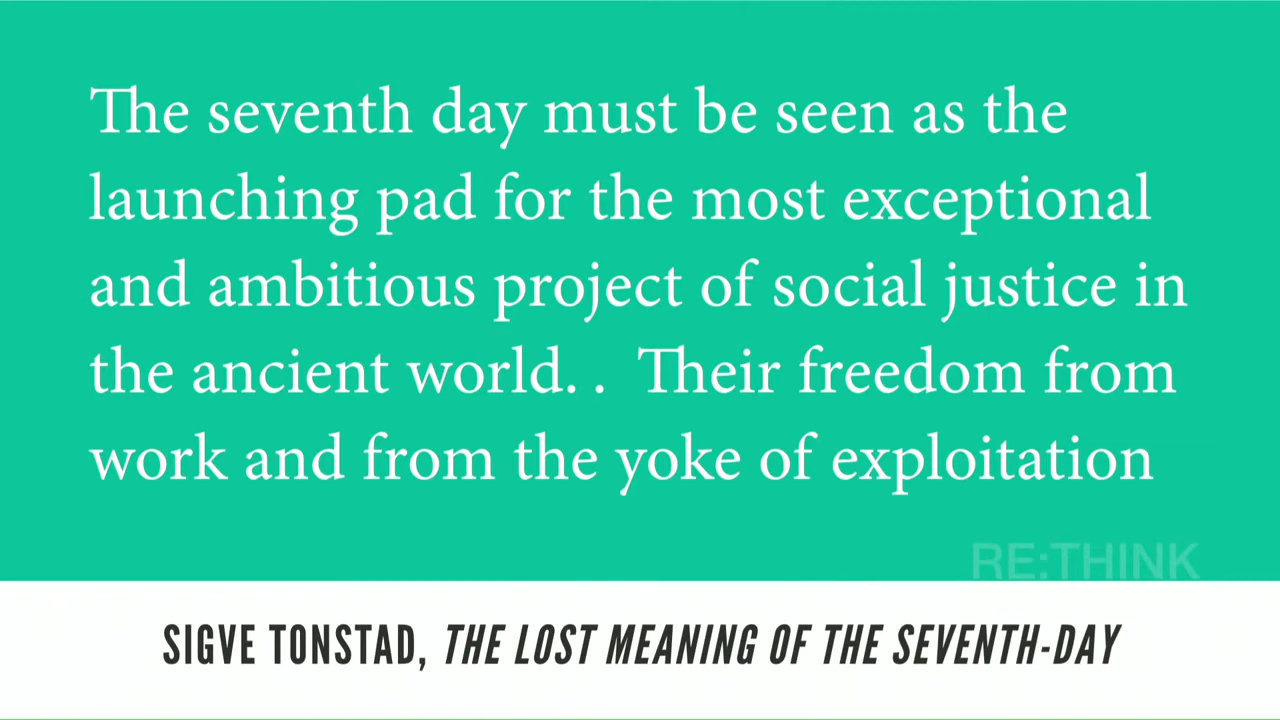 The seventh day must be seen as the
launching pad for the most exceptional
and ambitious project of social justice in
the ancient world. . Their freedom from
work and from the yoke of exploitation
RE:THINK
SIGVE TONSTAD, THE LOST MEANING OF THE SEVENTH-DAY